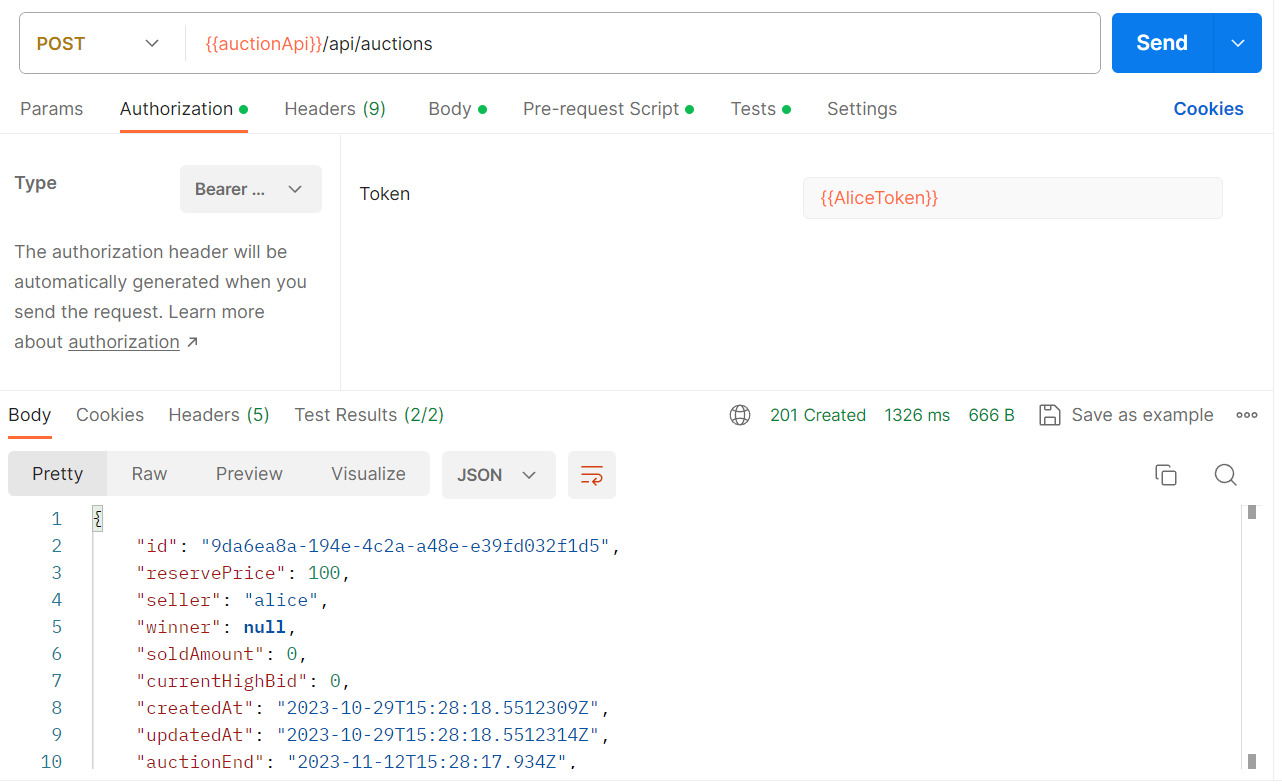 POST {{auctionApi}}/api/auctions Send
Params Authorization Headers (9) Body Pre-request Script Tests Settings Cookies
Type Bearer ... Token {{AliceToken}}
The authorization header will be
automatically generated when you
send the request. Learn more
about authorization ↗
Body Cookies Headers (5) Test Results (2/2) 201 Created 1326 ms 666 B Save as example
Pretty Raw Preview Visualize JSON
1 {
2 "id": "9da6ea8a-194e-4c2a-a48e-e39fd032f1d5",
3 "reservePrice": 100,
4 "seller": "alice",
5 "winner": null,
6 "soldAmount": 0,
7 "currentHighBid": 0,
8 "createdAt": "2023-10-29T15:28:18.5512309Z",
9 "updatedAt": "2023-10-29T15:28:18.5512314Z",
10 "auctionEnd": "2023-11-12T15:28:17.934Z",